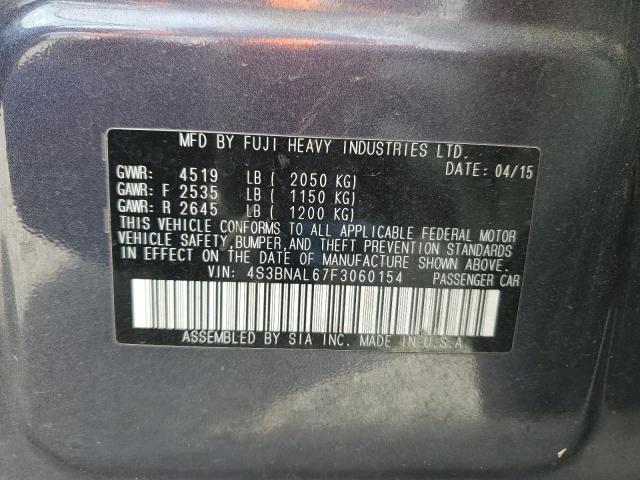 MFD BY FUJI HEAVY INDUSTRIES LTD.
DATE: 04/15
GVWR: 4519 LB ( 2050 KG)
GAWR: F 2535 LB ( 1150 KG)
GAWR: R 2645 LB ( 1200 KG)
THIS VEHICLE CONFORMS TO ALL APPLICABLE FEDERAL MOTOR
VEHICLE SAFETY,BUMPER,AND THEFT PREVENTION STANDARDS
IN EFFECT ON THE DATE OF MANUFACTURE SHOWN ABOVE.
VIN: 4S3BNAL67F3060154 PASSENGER CAR
ASSEMBLED BY SIA INC. MADE IN U.S.A.